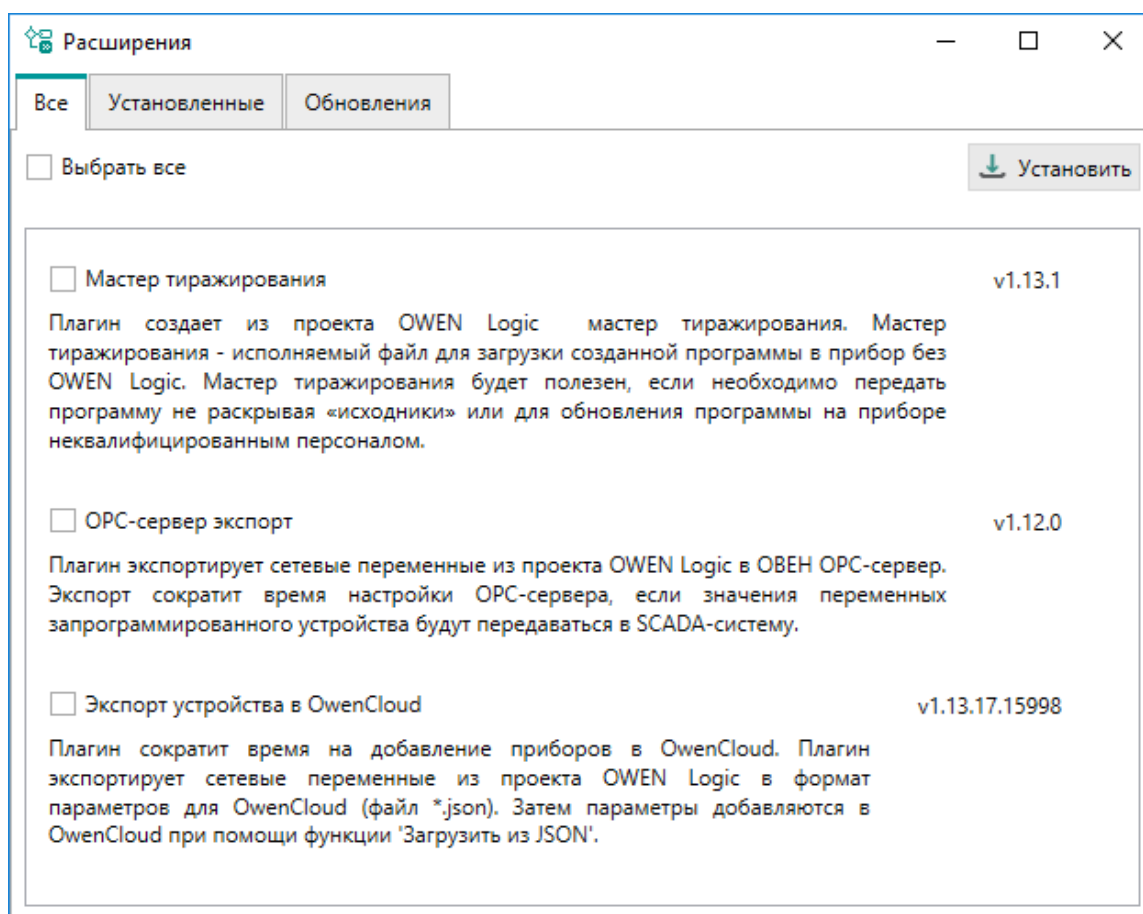 Расширения
Все Установленные Обновления
Выбрать все Установить
Мастер тиражирования v1.13.1
Плагин создает из проекта OWEN Logic мастер тиражирования. Мастер
тиражирования - исполняемый файл для загрузки созданной программы в прибор без
OWEN Logic. Мастер тиражирования будет полезен, если необходимо передать
программу не раскрывая «исходники» или для обновления программы на приборе
неквалифицированным персоналом.
OPC-сервер экспорт v1.12.0
Плагин экспортирует сетевые переменные из проекта OWEN Logic в ОВЕН OPC-сервер.
Экспорт сократит время настройки OPC-сервера, если значения переменных
запрограммированного устройства будут передаваться в SCADA-систему.
Экспорт устройства в OwenCloud v1.13.17.15998
Плагин сократит время на добавление приборов в OwenCloud. Плагин
экспортирует сетевые переменные из проекта OWEN Logic в формат
параметров для OwenCloud (файл *.json). Затем параметры добавляются в
OwenCloud при помощи функции 'Загрузить из JSON'.